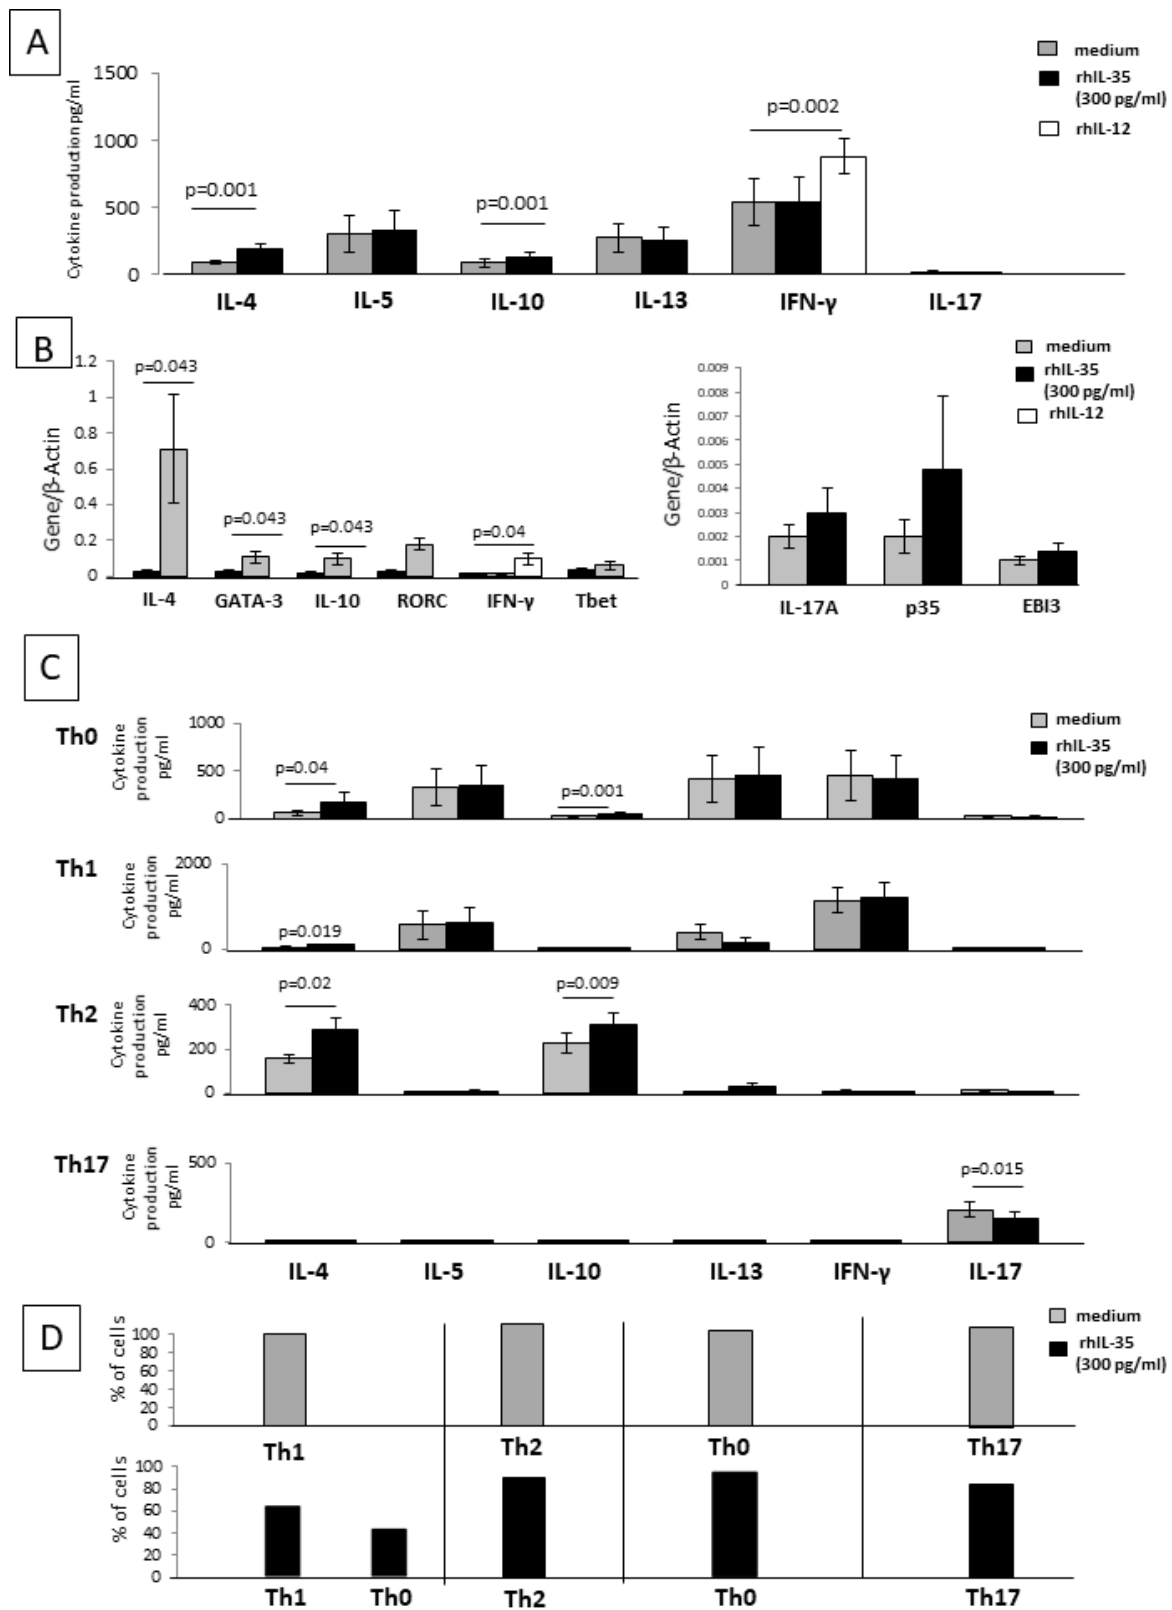 A
Cytokine production pg/ml
1500
1000
500
0
p=0.001
p=0.001
p=0.002
medium
rhIL-35
(300 pg/ml)
rhIL-12
IL-4 IL-5 IL-10 IL-13 IFN-γ IL-17
B
Gene/β-Actin
1.2
1
0.8
0.6
0.4
0.2
0
p=0.043
p=0.043
p=0.043
p=0.04
IL-4 GATA-3 IL-10 RORC IFN-γ Tbet
Gene/β-Actin
0.009
0.008
0.007
0.006
0.005
0.004
0.003
0.002
0.001
0
medium
rhIL-35
(300 pg/ml)
rhIL-12
IL-17A p35 EBI3
C
Th0
Cytokine
production
pg/ml
1000
500
0
p=0.04
p=0.001
medium
rhIL-35
(300 pg/ml)
Th1
Cytokine
production
pg/ml
2000
0
p=0.019
Th2
Cytokine
production
pg/ml
400
200
0
p=0.02
p=0.009
Th17
Cytokine
production
pg/ml
500
0
p=0.015
IL-4 IL-5 IL-10 IL-13 IFN-γ IL-17
D
% of cells
100
80
60
40
20
0
medium
rhIL-35
(300 pg/ml)
Th1 Th2 Th0 Th17
% of cells
100
80
60
40
20
0
Th1 Th0 Th2 Th0 Th17